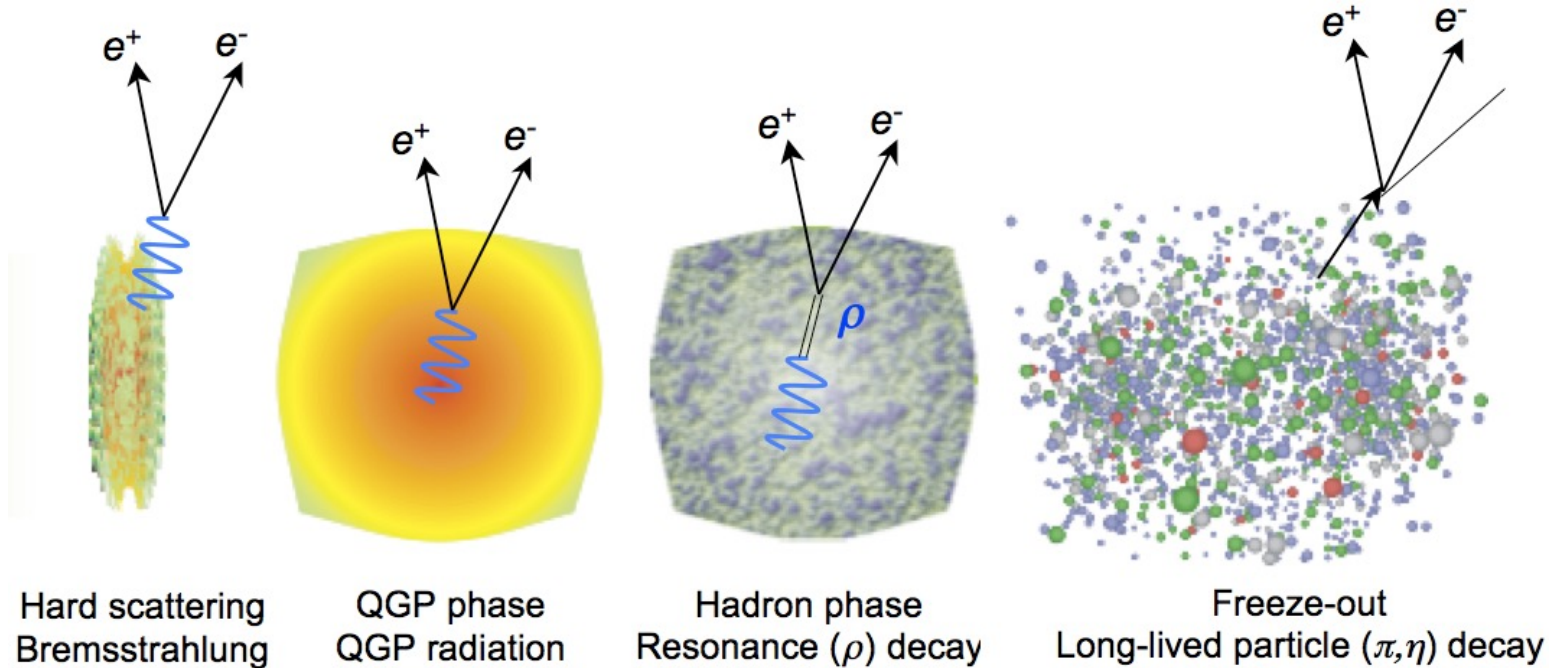 e+ e-
e+ e-
e+ e-
ρ
e+ e-
Hard scattering
Bremsstrahlung
QGP phase
QGP radiation
Hadron phase
Resonance (ρ) decay
Freeze-out
Long-lived particle (π,η) decay